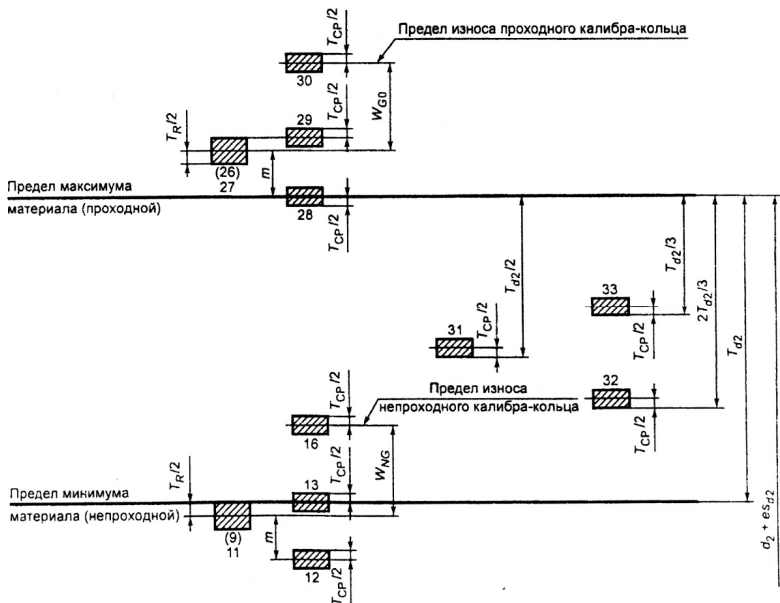 T_CP/2
Предел износа проходного калибра-кольца
30
T_CP/2
W_G0
29
T_R/2
(26)
27
m
Предел максимума
материала (проходной)
28
T_CP/2
T_d2/2
T_d2/3
2T_d2/3
T_d2
33
T_CP/2
31
T_CP/2
32
T_CP/2
Предел износа
непроходного калибра-кольца
T_CP/2
16
T_CP/2
W_NG
13
T_R/2
Предел минимума
материала (непроходной)
(9)
11
m
12
T_CP/2
d_2 + es_d2